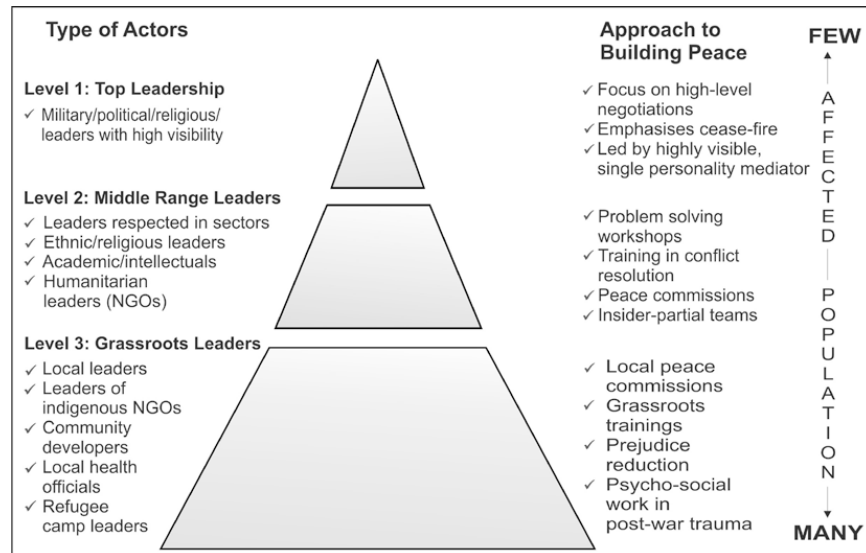 Type of Actors
Level 1: Top Leadership
✓ Military/political/religious/
leaders with high visibility
Level 2: Middle Range Leaders
✓ Leaders respected in sectors
✓ Ethnic/religious leaders
✓ Academic/intellectuals
✓ Humanitarian
leaders (NGOs)
Level 3: Grassroots Leaders
✓ Local leaders
✓ Leaders of
indigenous NGOs
✓ Community
developers
✓ Local health
officials
✓ Refugee
camp leaders
Approach to
Building Peace
✓ Focus on high-level
negotiations
✓ Emphasises cease-fire
✓ Led by highly visible,
single personality mediator
✓ Problem solving
workshops
✓ Training in conflict
resolution
✓ Peace commissions
✓ Insider-partial teams
✓ Local peace
commissions
✓ Grassroots
trainings
✓ Prejudice
reduction
✓ Psycho-social
work in
post-war trauma
FEW
AFFECTED POPULATION
MANY